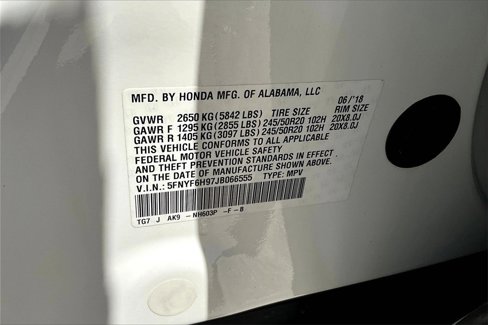 MFD. BY HONDA MFG. OF ALABAMA, LLC 06/'18
GVWR 2650 KG (5842 LBS) TIRE SIZE RIM SIZE
GAWR F 1295 KG (2855 LBS) 245/50R20 102H 20X8.0J
GAWR R 1405 KG (3097 LBS) 245/50R20 102H 20X8.0J
THIS VEHICLE CONFORMS TO ALL APPLICABLE
FEDERAL MOTOR VEHICLE SAFETY
AND THEFT PREVENTION STANDARDS IN EFFECT
ON THE DATE OF MANUFACTURE SHOWN ABOVE.
V.I.N.: 5FNYF6H97JB066555 TYPE: MPV
TG7 J AK9 -NH603P -F-B